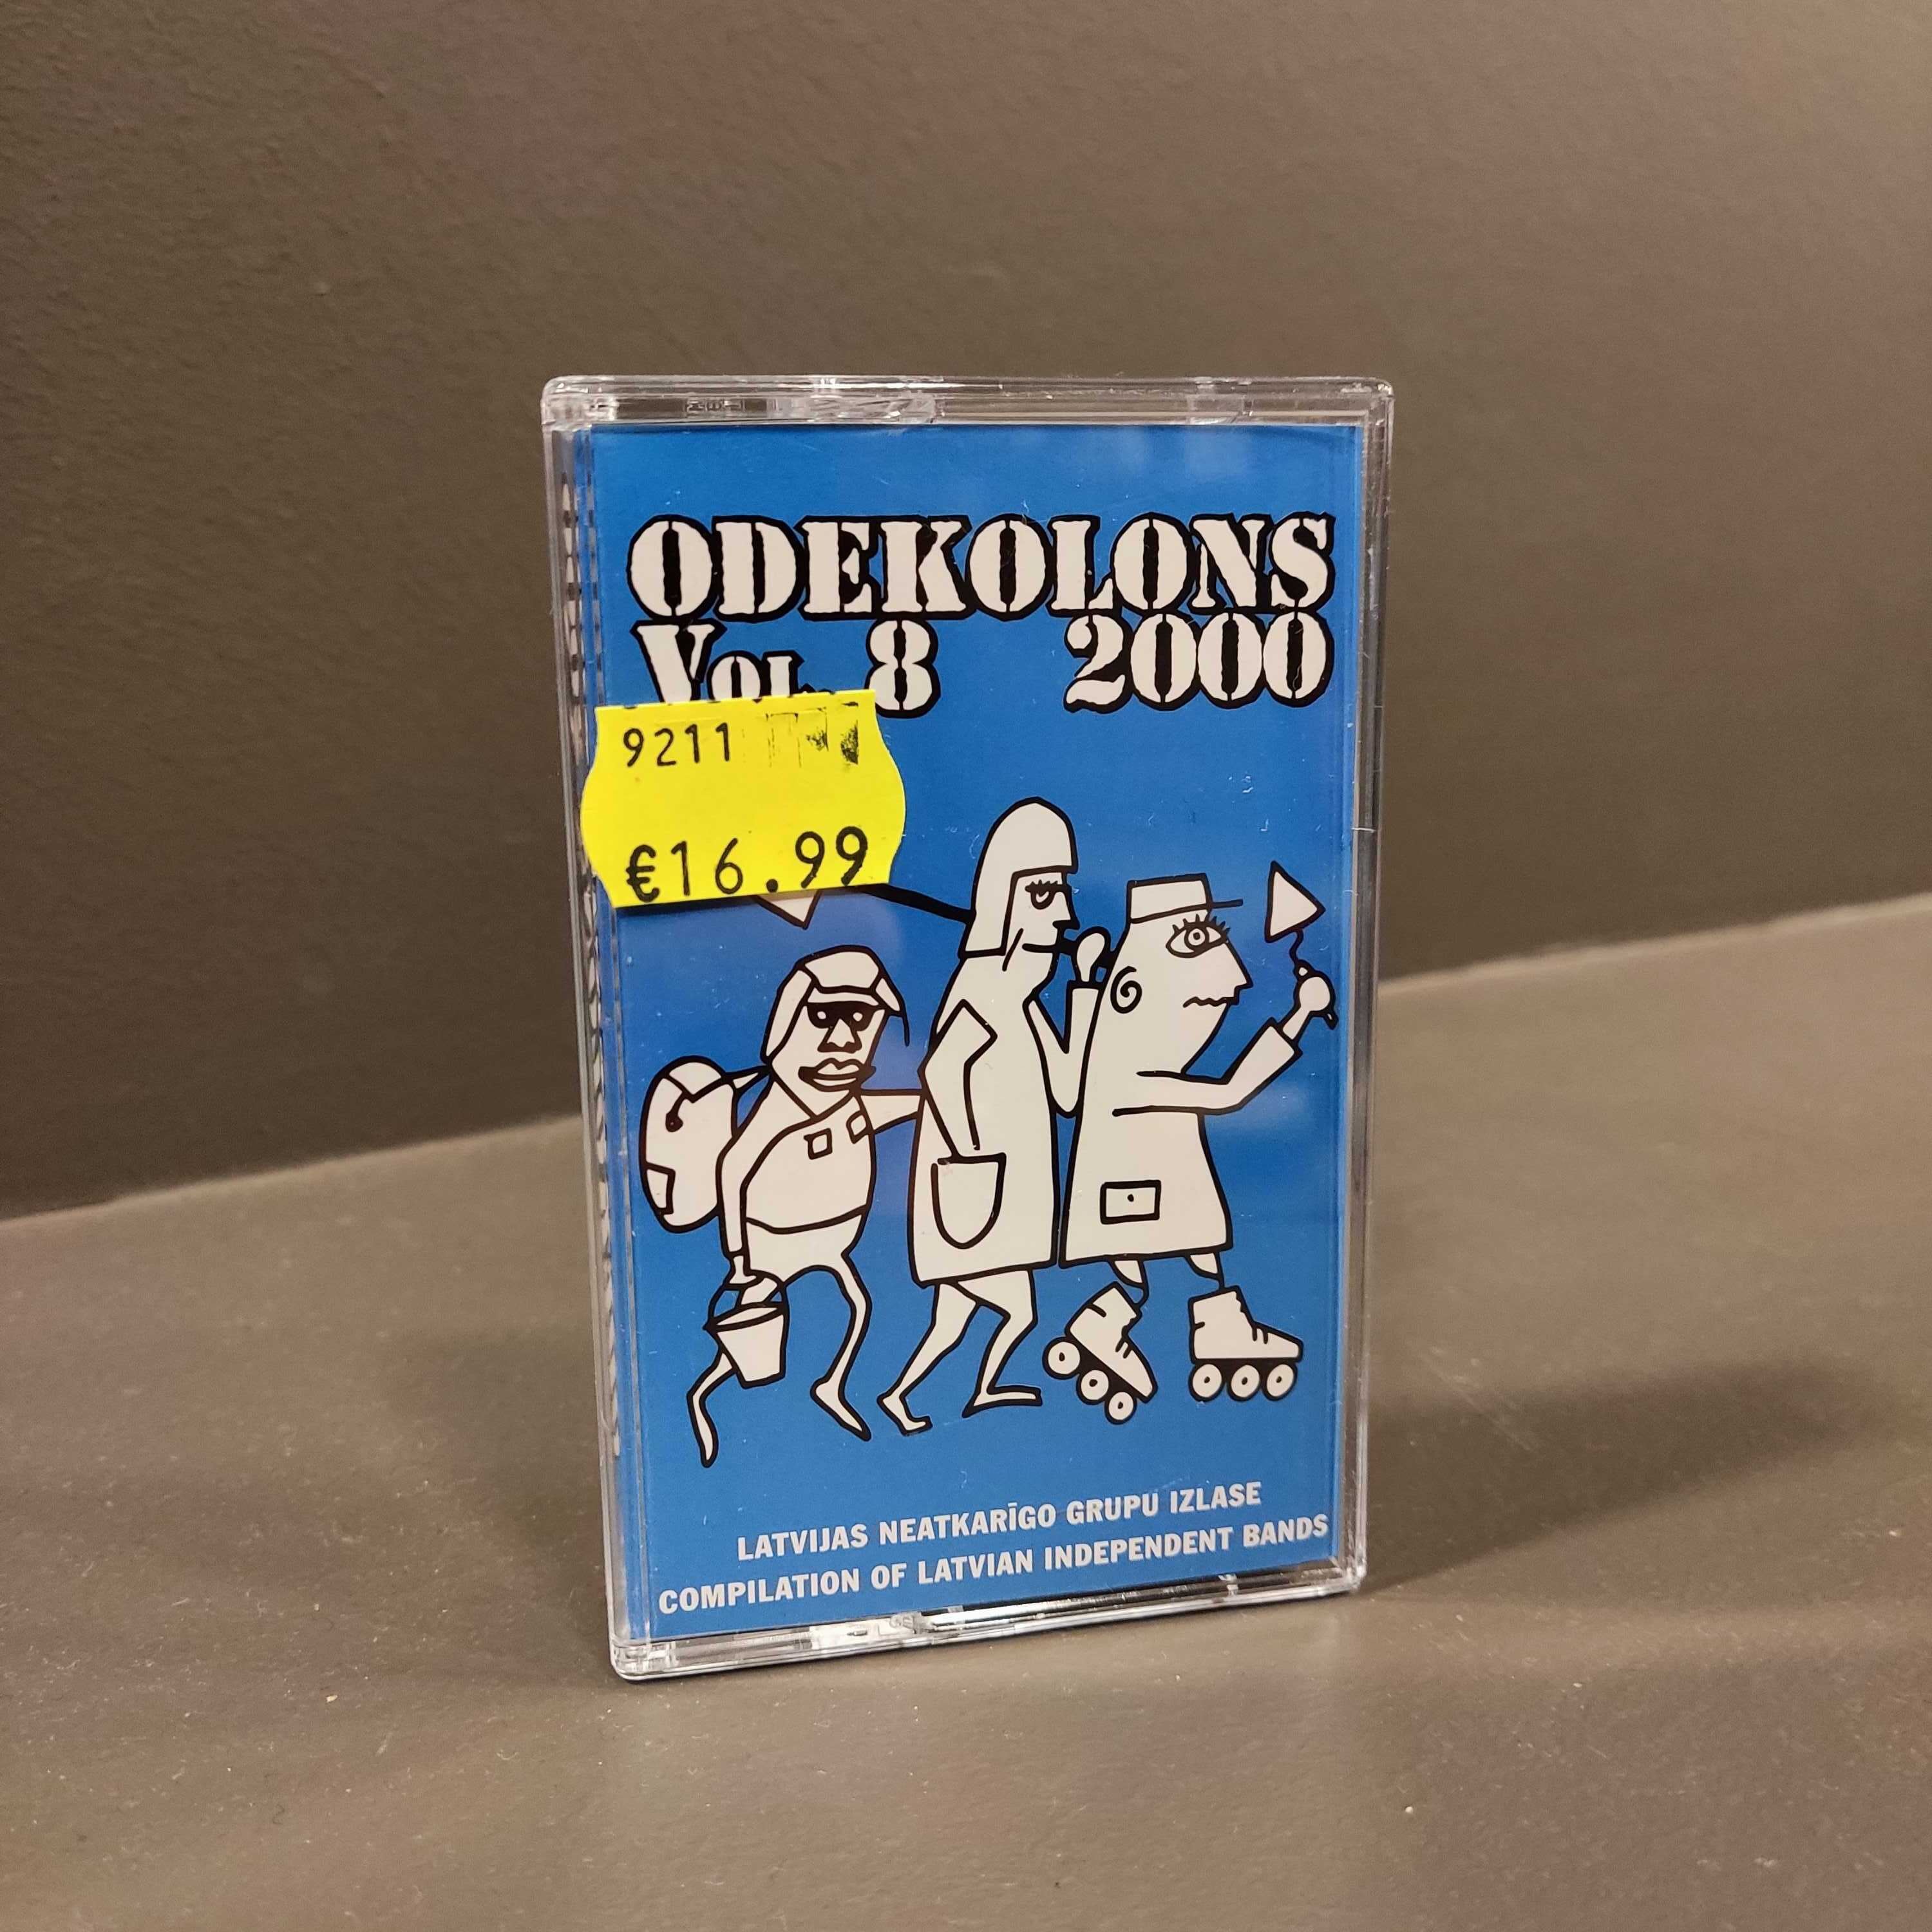 ODEKOLONS
VOL. 8 2000
9211
€16.99
LATVIJAS NEATKARĪGO GRUPU IZLASE
COMPILATION OF LATVIAN INDEPENDENT BANDS